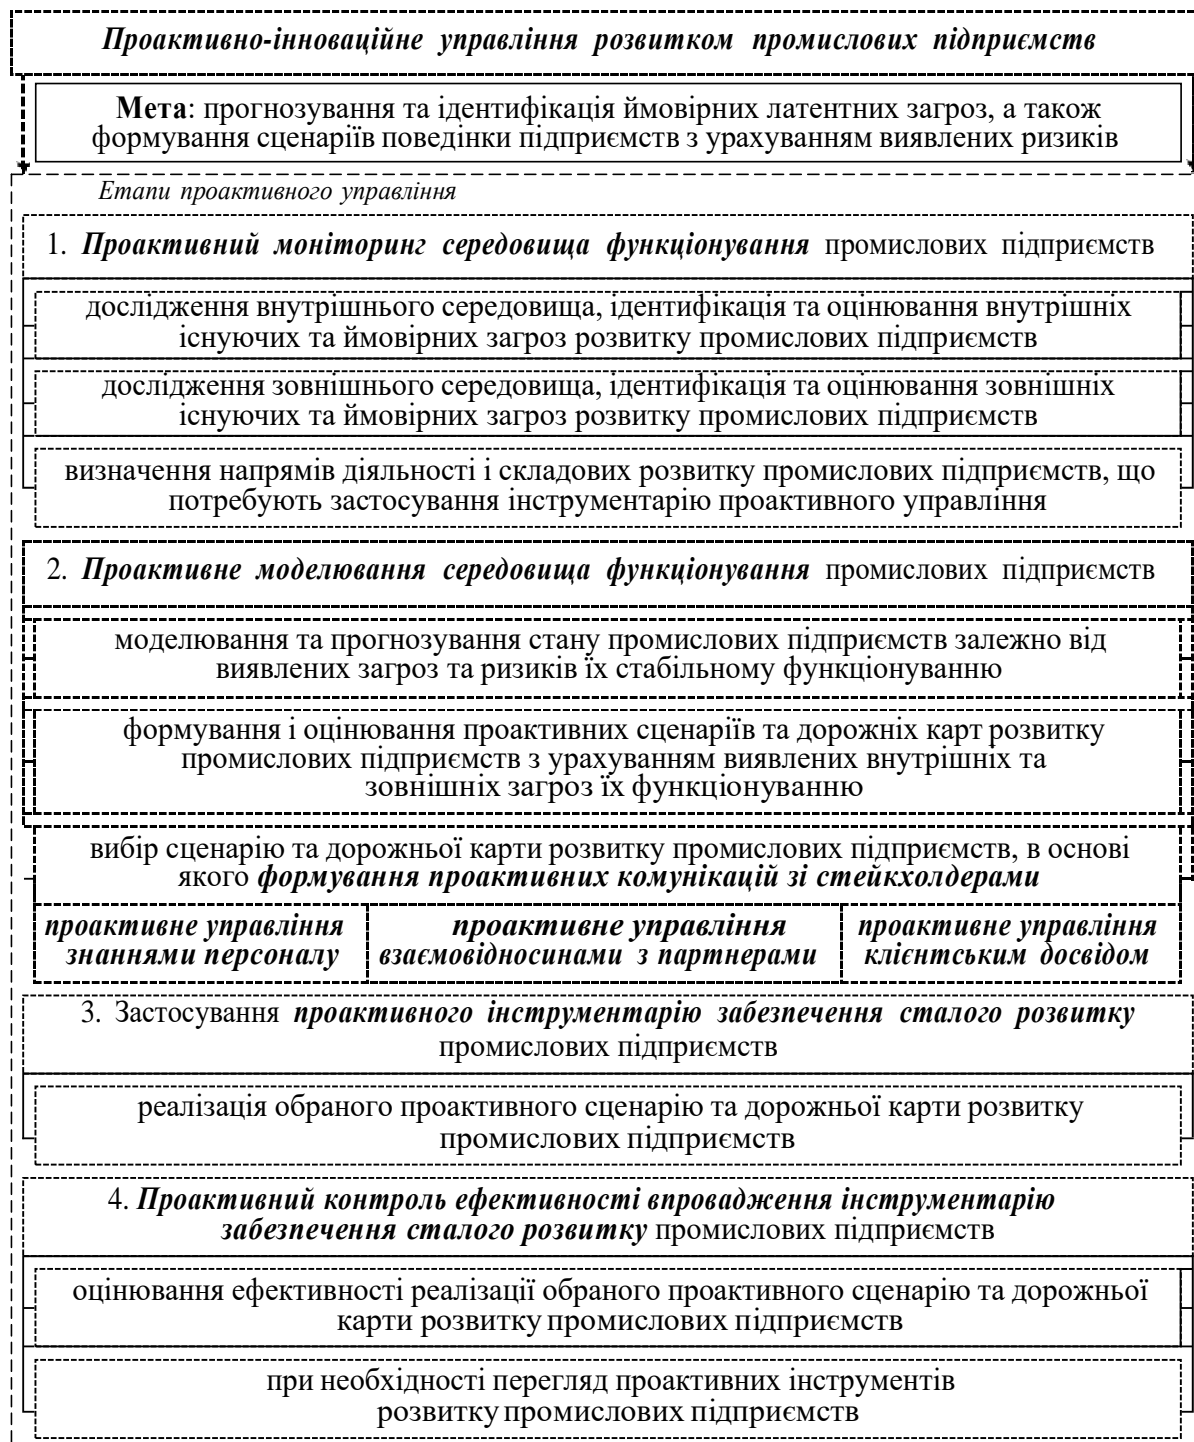 Проактивно-інноваційне управління розвитком промислових підприємств
Мета: прогнозування та ідентифікація ймовірних латентних загроз, а також
формування сценаріїв поведінки підприємств з урахуванням виявлених ризиків
Етапи проактивного управління
1. Проактивний моніторинг середовища функціонування промислових підприємств
дослідження внутрішнього середовища, ідентифікація та оцінювання внутрішніх
існуючих та ймовірних загроз розвитку промислових підприємств
дослідження зовнішнього середовища, ідентифікація та оцінювання зовнішніх
існуючих та ймовірних загроз розвитку промислових підприємств
визначення напрямів діяльності і складових розвитку промислових підприємств, що
потребують застосування інструментарію проактивного управління
2. Проактивне моделювання середовища функціонування промислових підприємств
моделювання та прогнозування стану промислових підприємств залежно від
виявлених загроз та ризиків їх стабільному функціонуванню
формування і оцінювання проактивних сценаріїв та дорожніх карт розвитку
промислових підприємств з урахуванням виявлених внутрішніх та
зовнішніх загроз їх функціонуванню
вибір сценарію та дорожньої карти розвитку промислових підприємств, в основі
якого формування проактивних комунікацій зі стейкхолдерами
проактивне управління
знаннями персоналу
проактивне управління
взаємовідносинами з партнерами
проактивне управління
клієнтським досвідом
3. Застосування проактивного інструментарію забезпечення сталого розвитку
промислових підприємств
реалізація обраного проактивного сценарію та дорожньої карти розвитку
промислових підприємств
4. Проактивний контроль ефективності впровадження інструментарію
забезпечення сталого розвитку промислових підприємств
оцінювання ефективності реалізації обраного проактивного сценарію та дорожньої
карти розвитку промислових підприємств
при необхідності перегляд проактивних інструментів
розвитку промислових підприємств